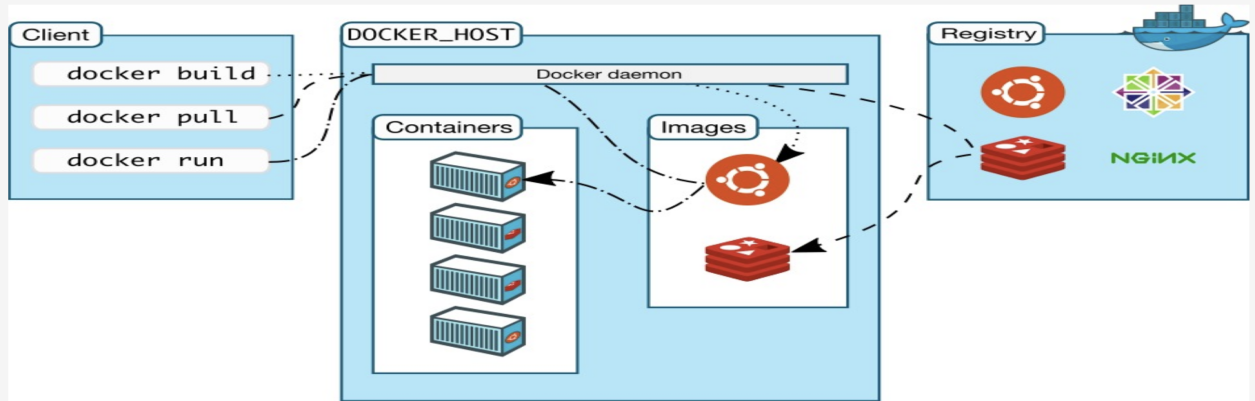 Client
docker build
docker pull
docker run
DOCKER_HOST
Docker daemon
Containers
Images
Registry
NGiNX